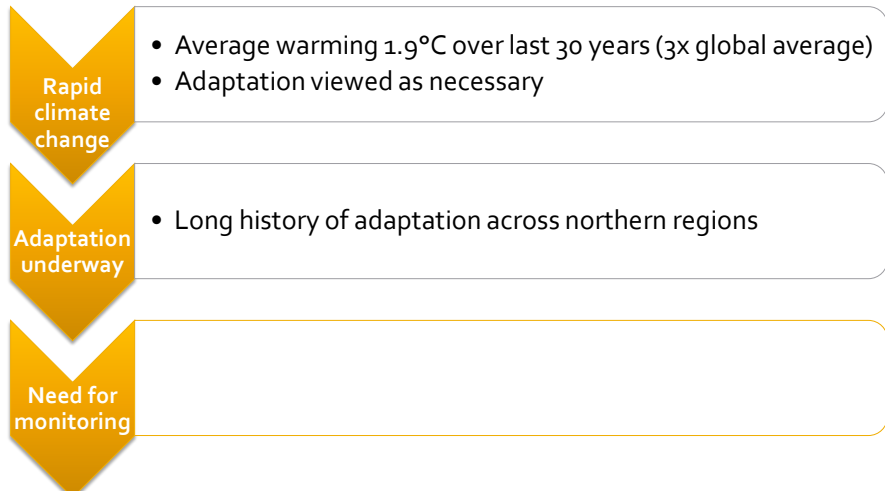 Rapid
climate
change
• Average warming 1.9°C over last 30 years (3x global average)
• Adaptation viewed as necessary
Adaptation
underway
• Long history of adaptation across northern regions
Need for
monitoring